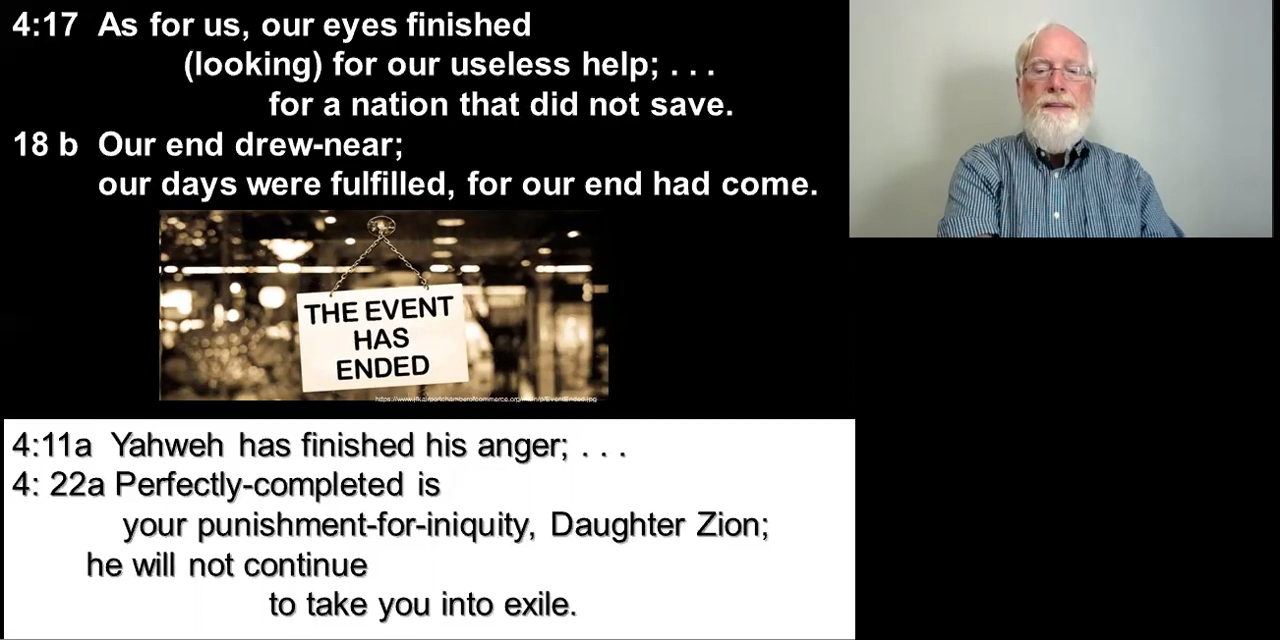 4:17 As for us, our eyes finished
(looking) for our useless help; . . .
for a nation that did not save.
18 b Our end drew-near;
our days were fulfilled, for our end had come.
THE EVENT
HAS
ENDED
4:11a Yahweh has finished his anger; . . .
4: 22a Perfectly-completed is
your punishment-for-iniquity, Daughter Zion;
he will not continue
to take you into exile.